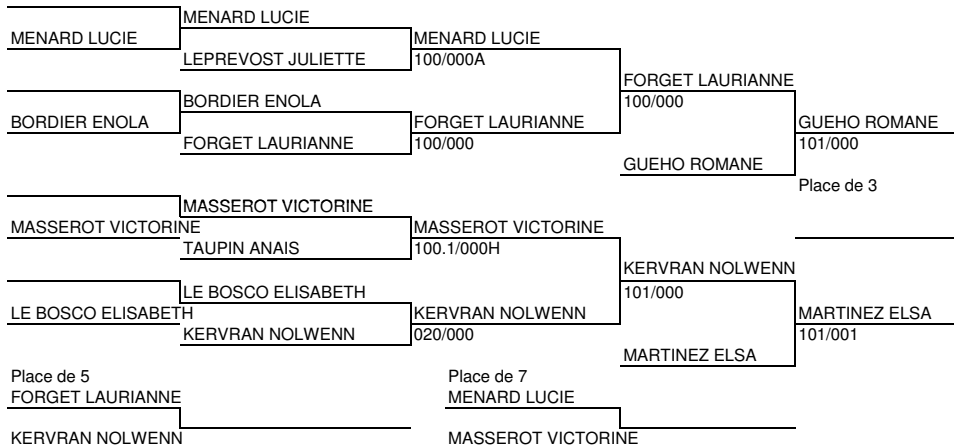 MENARD LUCIE
MENARD LUCIE
MENARD LUCIE
LEPREVOST JULIETTE
100/000A
FORGET LAURIANNE
100/000
BORDIER ENOLA
BORDIER ENOLA
FORGET LAURIANNE
GUEHO ROMANE
FORGET LAURIANNE
100/000
101/000
GUEHO ROMANE
Place de 3
MASSEROT VICTORINE
MASSEROT VICTORINE
MASSEROT VICTORINE
TAUPIN ANAIS
100.1/000H
KERVRAN NOLWENN
101/000
LE BOSCO ELISABETH
LE BOSCO ELISABETH
KERVRAN NOLWENN
MARTINEZ ELSA
KERVRAN NOLWENN
020/000
101/001
MARTINEZ ELSA
Place de 5
Place de 7
FORGET LAURIANNE
MENARD LUCIE
KERVRAN NOLWENN
MASSEROT VICTORINE